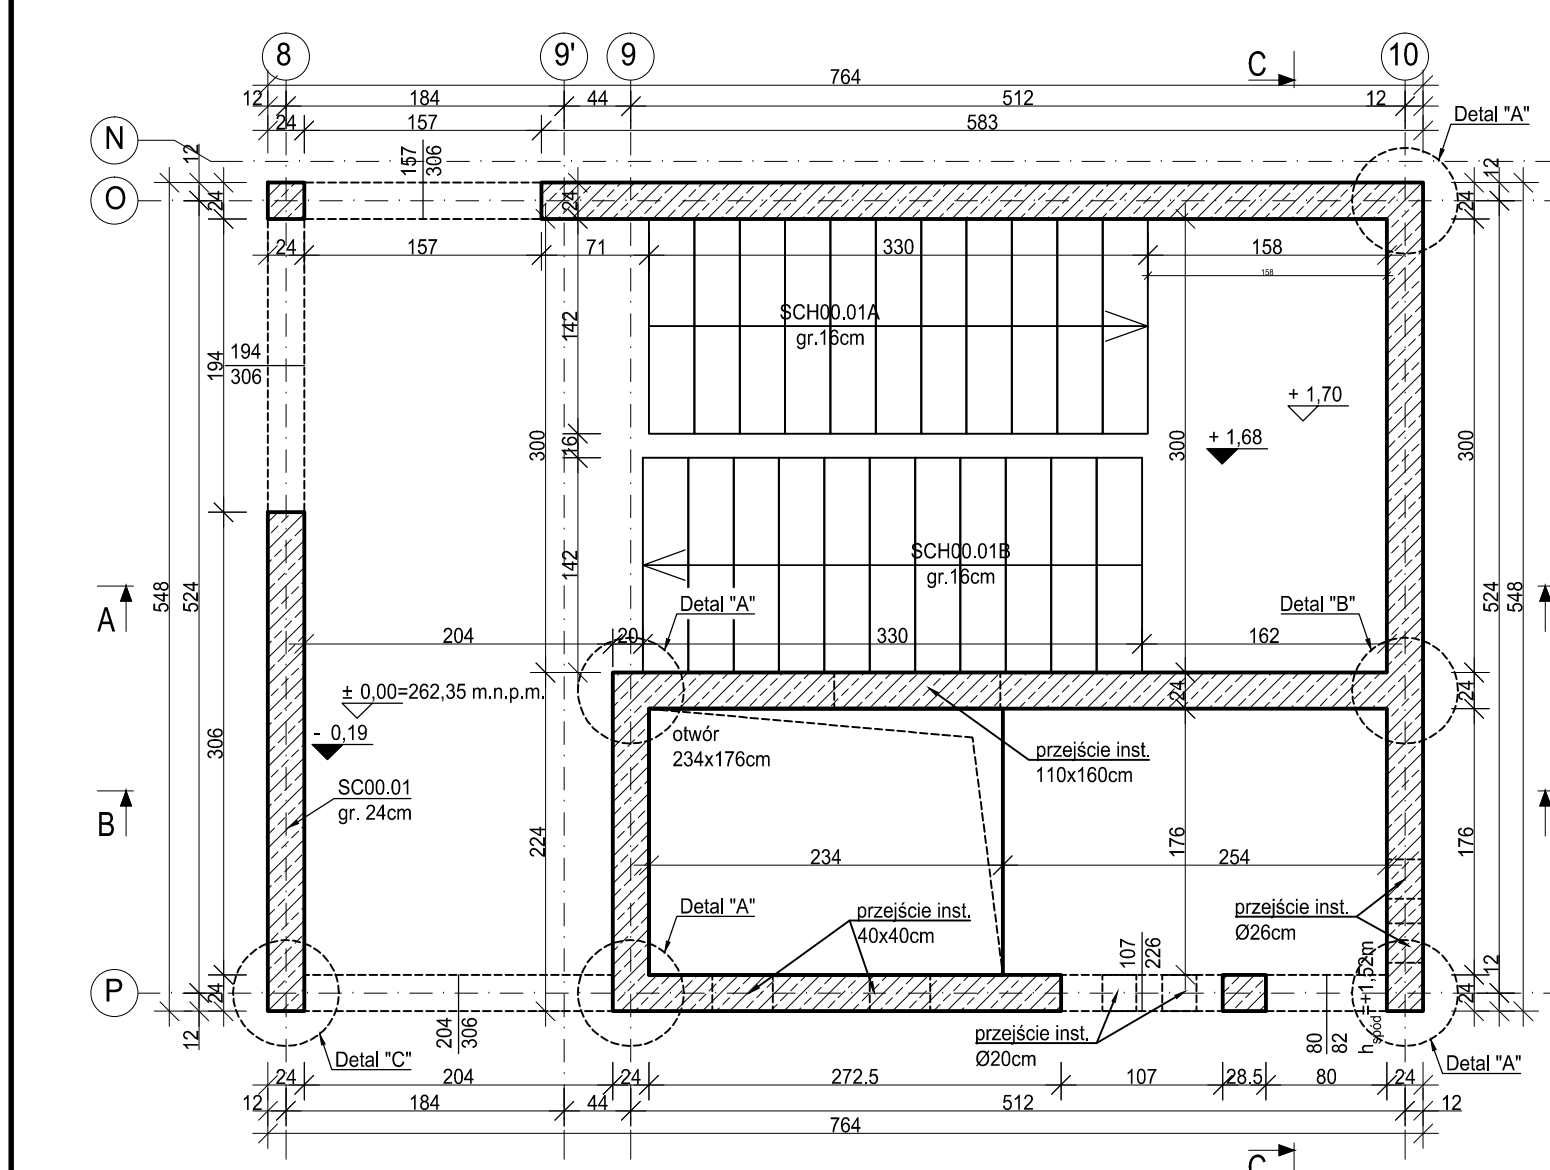 8
9'
9
10
C
764
12
184
44
512
12
24
157
583
Detal "A"
N
O
12
24
157
306
24
12
24
24
157
71
330
158
158
SCH00.01A
gr.16cm
142
194
194
306
300
16
300
300
+ 1,70
+ 1,68
SCH00.01B
gr.16cm
142
548
524
524
548
A
Detal "A"
Detal "B"
204
20
330
162
± 0,00=262,35 m.n.p.m.
- 0,19
306
24
24
otwór
234x176cm
przejście inst.
110x160cm
SC00.01
gr. 24cm
B
224
176
176
234
254
Detal "A"
przejście inst.
40x40cm
przejście inst.
Ø26cm
107
226
P
24
12
12
24
204
306
przejście inst.
Ø20cm
80
82
hspód=+1,52m
Detal "C"
Detal "A"
24
204
24
272.5
107
28.5
80
24
12
184
44
512
12
764
C